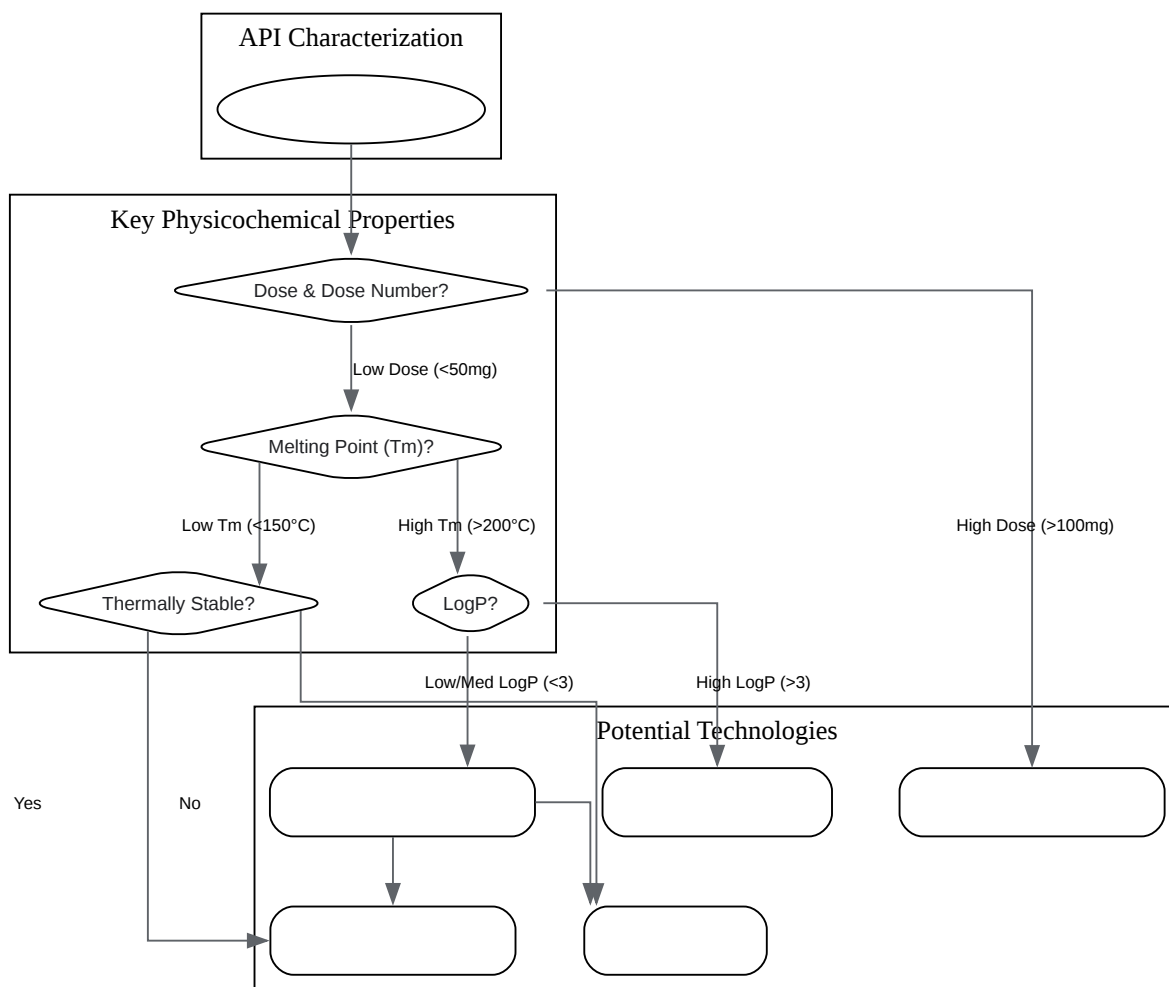 API Characterization
Key Physicochemical Properties
Dose & Dose Number?
Low Dose (<50mg)
Melting Point (Tm)?
Low Tm (<150°C)
High Tm (>200°C)
High Dose (>100mg)
Thermally Stable?
LogP?
Low/Med LogP (<3)
High LogP (>3)
Potential Technologies
Yes
No